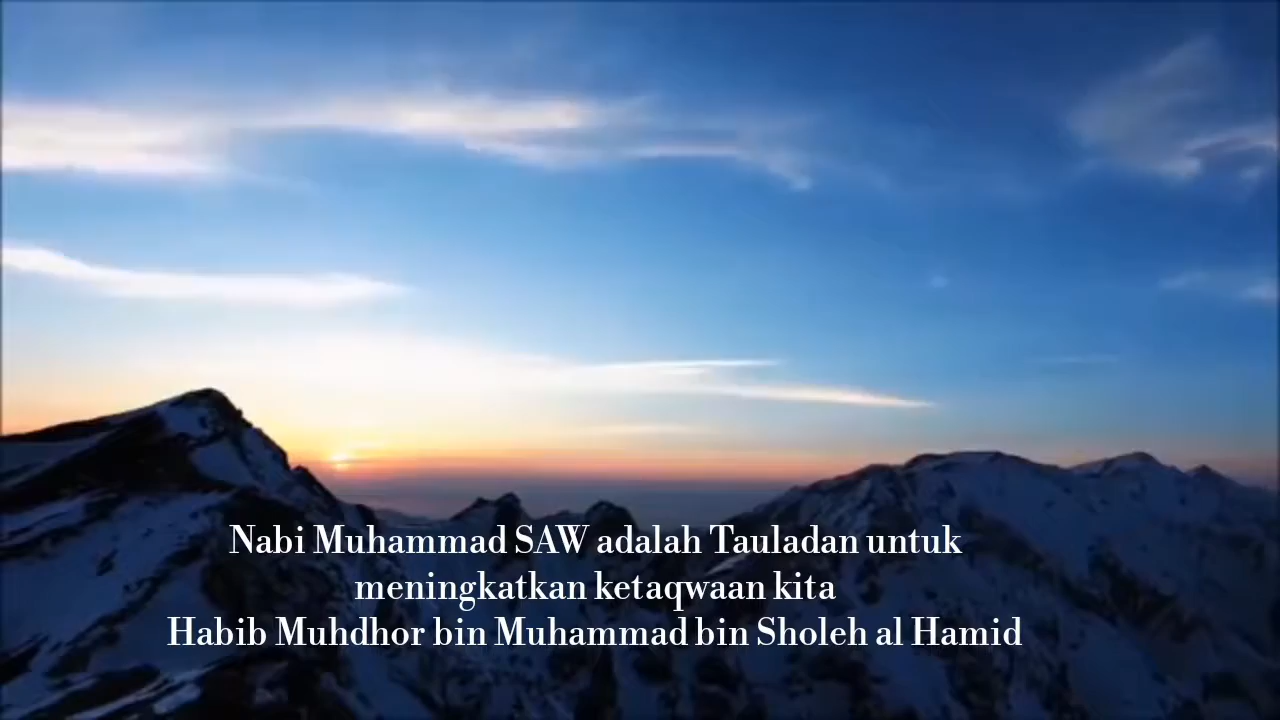 Nabi Muhammad SAW adalah Tauladan untuk
meningkatkan ketaqwaan kita
Habib Muhdhor bin Muhammad bin Sholeh al Hamid